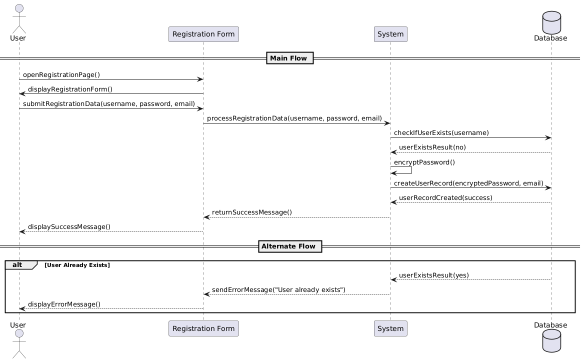 User
Registration Form
System
Database
Main Flow
openRegistrationPage()
displayRegistrationForm()
submitRegistrationData(username, password, email)
processRegistrationData(username, password, email)
checkIfUserExists(username)
userExistsResult(no)
encryptPassword()
createUserRecord(encryptedPassword, email)
userRecordCreated(success)
returnSuccessMessage()
displaySuccessMessage()
Alternate Flow
alt [User Already Exists]
userExistsResult(yes)
sendErrorMessage("User already exists")
displayErrorMessage()
User
Registration Form
System
Database